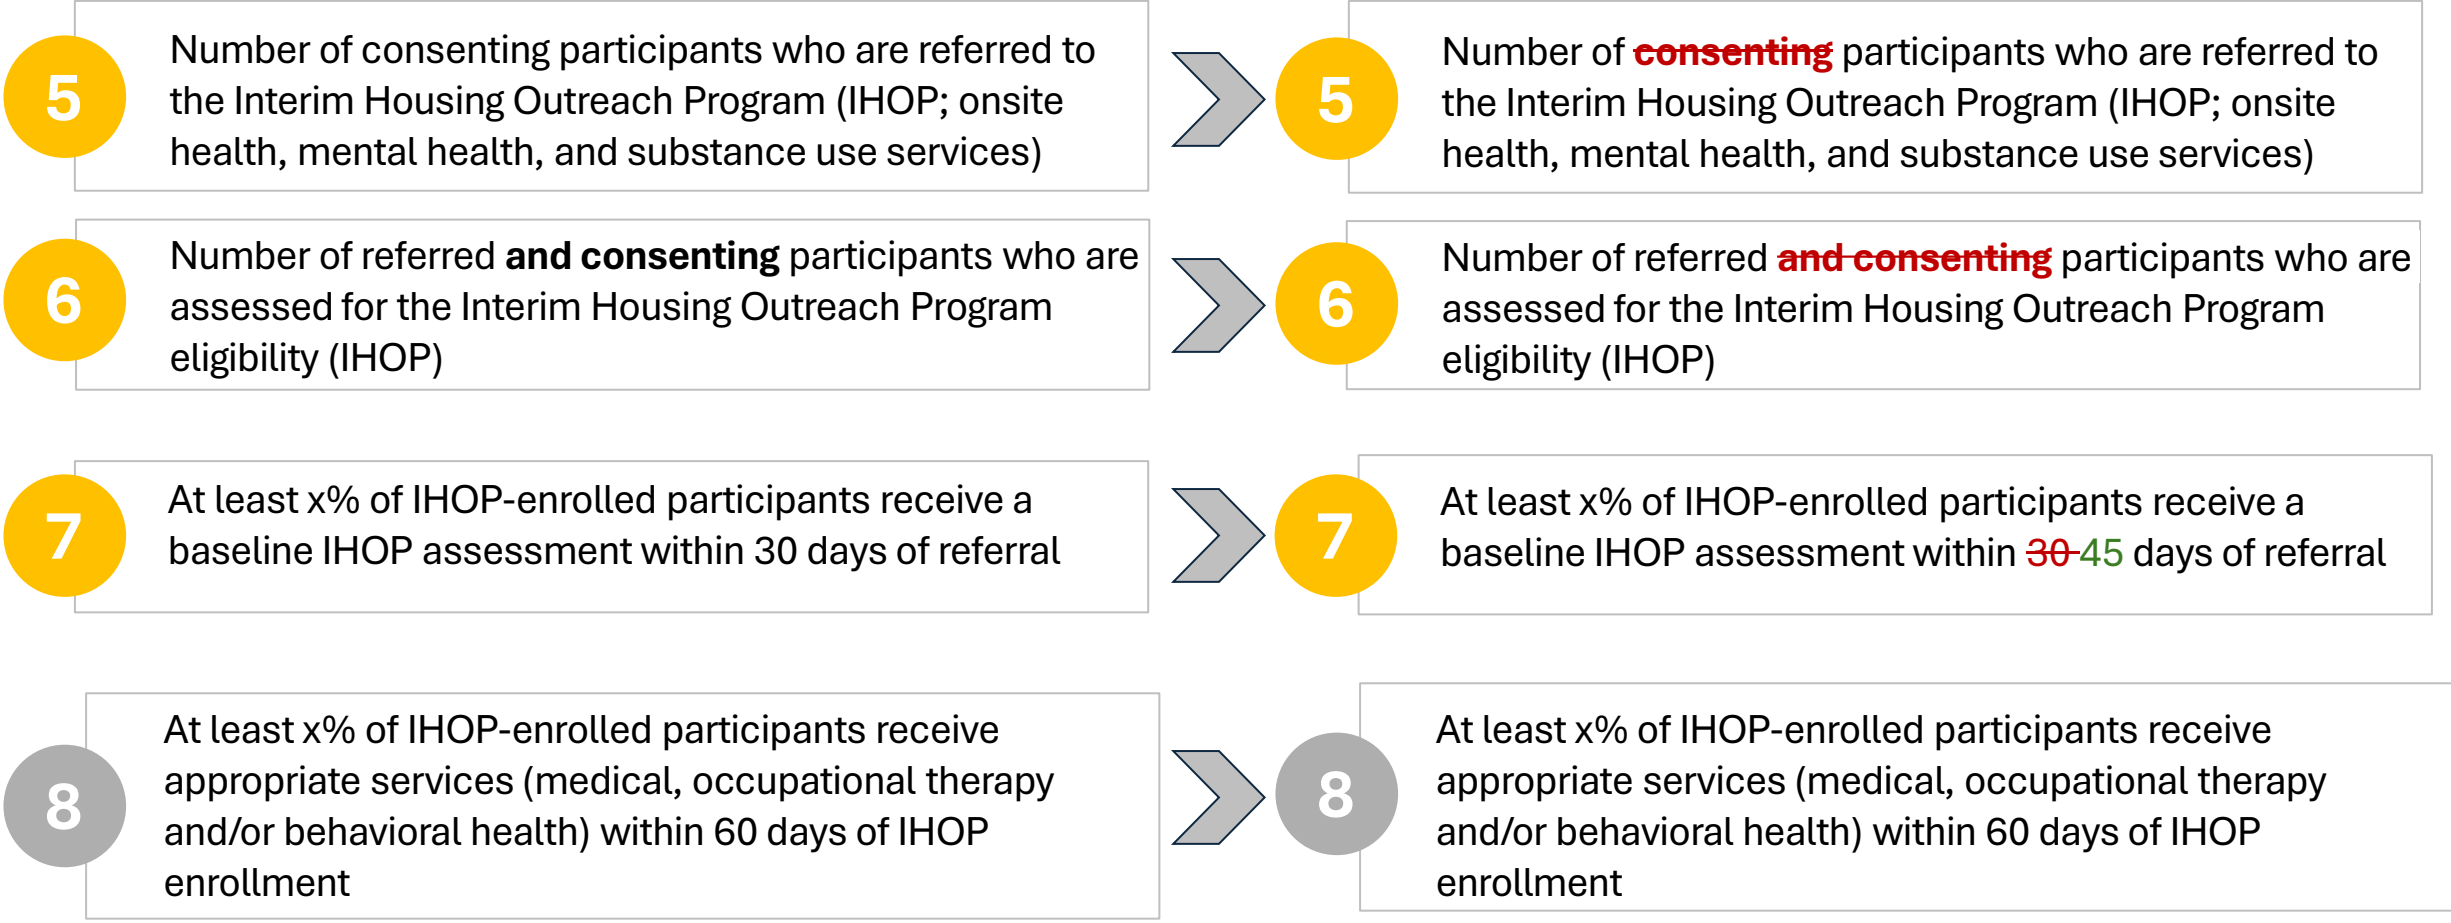 5
Number of consenting participants who are referred to
the Interim Housing Outreach Program (IHOP; onsite
health, mental health, and substance use services)
5
Number of consenting participants who are referred to
the Interim Housing Outreach Program (IHOP; onsite
health, mental health, and substance use services)
6
Number of referred and consenting participants who are
assessed for the Interim Housing Outreach Program
eligibility (IHOP)
6
Number of referred and consenting participants who are
assessed for the Interim Housing Outreach Program
eligibility (IHOP)
7
At least x% of IHOP-enrolled participants receive a
baseline IHOP assessment within 30 days of referral
7
At least x% of IHOP-enrolled participants receive a
baseline IHOP assessment within 30 45 days of referral
8
At least x% of IHOP-enrolled participants receive
appropriate services (medical, occupational therapy
and/or behavioral health) within 60 days of IHOP
enrollment
8
At least x% of IHOP-enrolled participants receive
appropriate services (medical, occupational therapy
and/or behavioral health) within 60 days of IHOP
enrollment